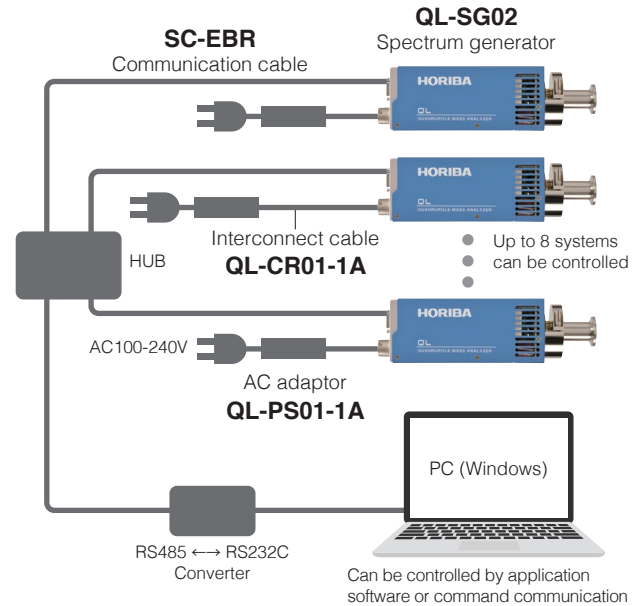 QL-SG02
Spectrum generator
SC-EBR
Communication cable
HORIBA
QL
QUADRUPOLE MASS ANALYZER
HORIBA
QL
QUADRUPOLE MASS ANALYZER
Interconnect cable
QL-CR01-1A
HUB
Up to 8 systems
can be controlled
HORIBA
QL
QUADRUPOLE MASS ANALYZER
AC100-240V
AC adaptor
QL-PS01-1A
PC (Windows)
RS485 ←→ RS232C
Converter
Can be controlled by application
software or command communication